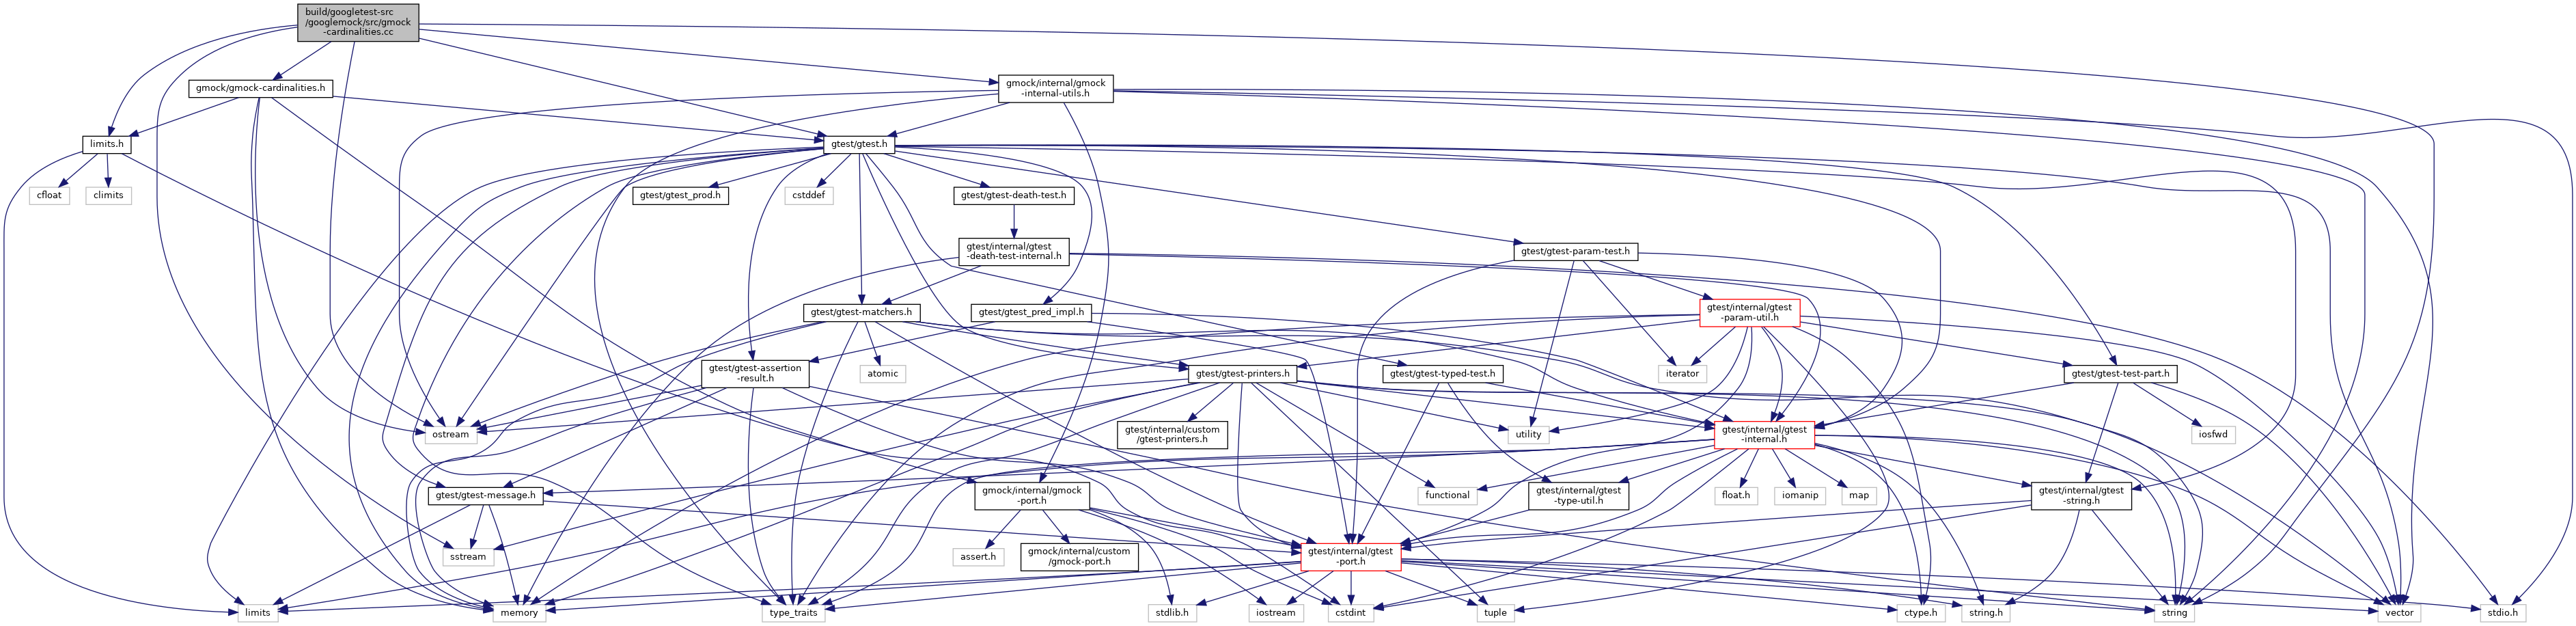 build/googletest-src
/googlemock/src/gmock
-cardinalities.cc
gmock/gmock-cardinalities.h
gmock/internal/gmock
-internal-utils.h
limits.h
gtest/gtest.h
cfloat
climits
gtest/gtest_prod.h
cstddef
gtest/gtest-death-test.h
gtest/internal/gtest
-death-test-internal.h
gtest/gtest-param-test.h
gtest/gtest-matchers.h
gtest/gtest_pred_impl.h
gtest/internal/gtest
-param-util.h
gtest/gtest-assertion
-result.h
atomic
gtest/gtest-printers.h
gtest/gtest-typed-test.h
iterator
gtest/gtest-test-part.h
ostream
gtest/internal/custom
/gtest-printers.h
utility
gtest/internal/gtest
-internal.h
iosfwd
gtest/gtest-message.h
gmock/internal/gmock
-port.h
functional
gtest/internal/gtest
-type-util.h
float.h
iomanip
map
gtest/internal/gtest
-string.h
sstream
assert.h
gmock/internal/custom
/gmock-port.h
gtest/internal/gtest
-port.h
limits
memory
type_traits
stdlib.h
iostream
cstdint
tuple
ctype.h
string.h
string
vector
stdio.h